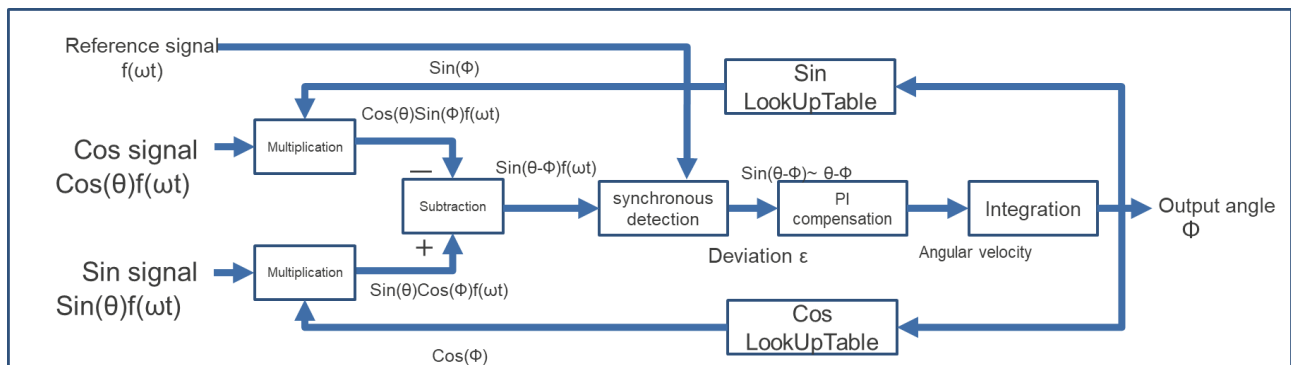 Reference signal
f(ωt)
Sin(Φ)
Sin
LookUpTable
Cos(θ)Sin(Φ)f(ωt)
Multiplication
Cos signal
Cos(θ)f(ωt)
−
Subtraction
+
Sin(θ-Φ)f(ωt)
synchronous
detection
Sin(θ-Φ)~ θ-Φ
PI
compensation
Integration
Output angle
Φ
Deviation ε
Angular velocity
Sin signal
Sin(θ)f(ωt)
Multiplication
Sin(θ)Cos(Φ)f(ωt)
Cos
LookUpTable
Cos(Φ)